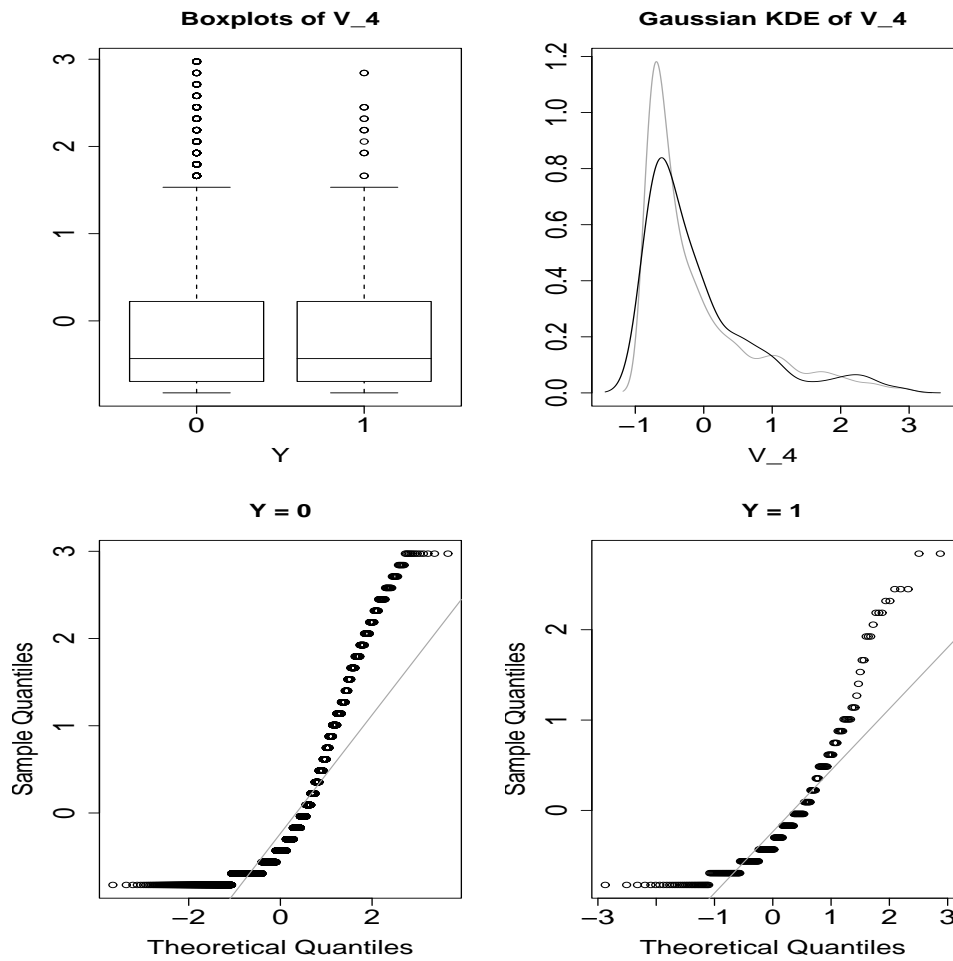 Boxplots of V_4
3
2
1
0
0 1
Y
Gaussian KDE of V_4
1.2
1.0
0.8
0.6
0.4
0.2
0.0
−1 0 1 2 3
V_4
Y = 0
Sample Quantiles
3
2
1
0
−2 0 2
Theoretical Quantiles
Y = 1
Sample Quantiles
2
1
0
−3 −2 −1 0 1 2 3
Theoretical Quantiles